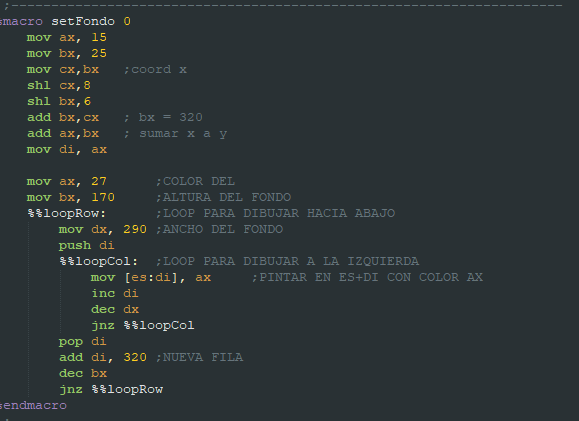 ;----------------------------------------------------------------------
%macro setFondo 0
    mov ax, 15
    mov bx, 25
    mov cx,bx   ;coord x
    shl cx,8
    shl bx,6
    add bx,cx   ; bx = 320
    add ax,bx   ; sumar x a y
    mov di, ax
    mov ax, 27      ;COLOR DEL
    mov bx, 170     ;ALTURA DEL FONDO
    %%loopRow:      ;LOOP PARA DIBUJAR HACIA ABAJO
        mov dx, 290 ;ANCHO DEL FONDO
        push di
        %%loopCol:  ;LOOP PARA DIBUJAR A LA IZQUIERDA
            mov [es:di], ax     ;PINTAR EN ES+DI CON COLOR AX
            inc di
            dec dx
            jnz %%loopCol
        pop di
        add di, 320 ;NUEVA FILA
        dec bx
        jnz %%loopRow
%endmacro